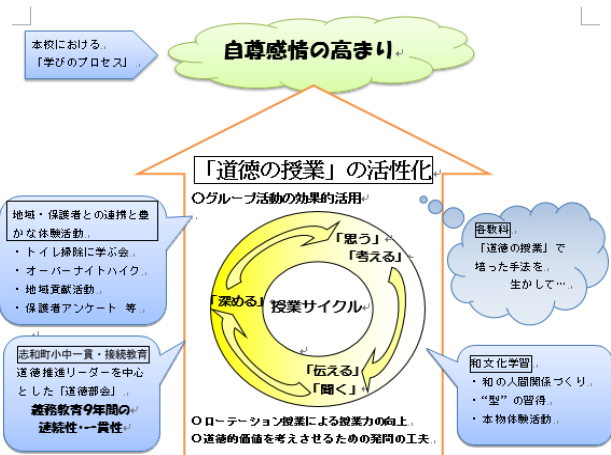 本校における
「学びのプロセス」
自尊感情の高まり
「道徳の授業」の活性化
○グループ活動の効果的活用
地域・保護者との連携と豊
かな体験活動
・トイレ掃除に学ぶ会
・オーバーナイトハイク
・地域貢献活動
・保護者アンケート 等
「思う」
「考える」
「深める」
授業サイクル
「伝える」
「聞く」
各教科
「道徳の授業」で
培った手法を
生かして…
志和町小中一貫・接続教育
道徳推進リーダーを中心
とした「道徳部会」
義務教育9年間の
連続性・一貫性
和文化学習
・和の人間関係づくり
・“型”の習得
・本物体験活動
○ローテーション授業による授業力の向上
○道徳的価値を考えさせるための発問の工夫